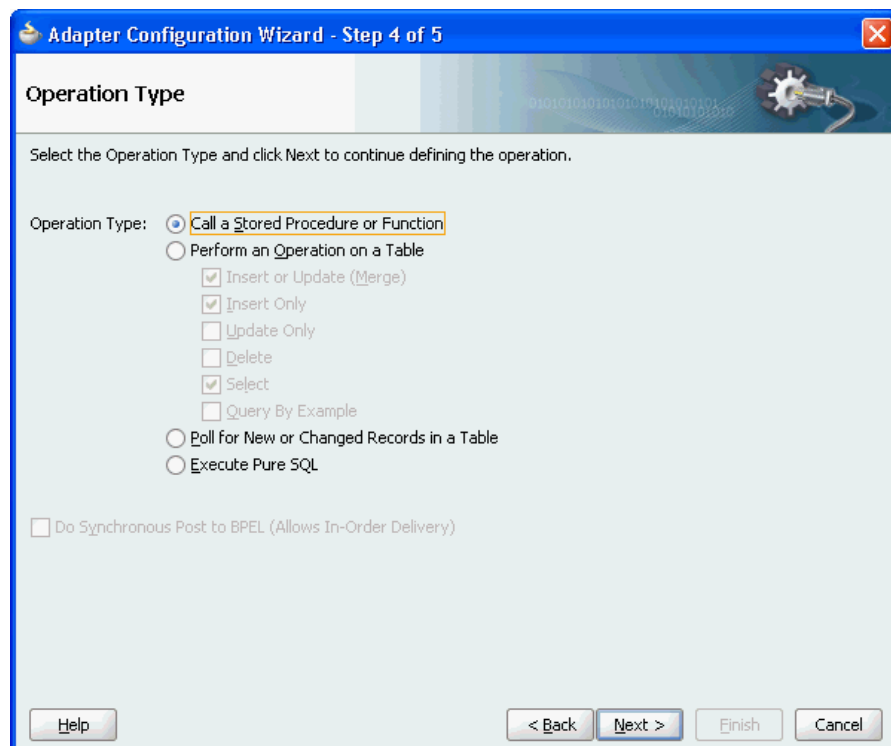 Adapter Configuration Wizard - Step 4 of 5
Operation Type
Select the Operation Type and click Next to continue defining the operation.
Operation Type: Call a Stored Procedure or Function
Perform an Operation on a Table
Insert or Update (Merge)
Insert Only
Update Only
Delete
Select
Query By Example
Poll for New or Changed Records in a Table
Execute Pure SQL
Do Synchronous Post to BPEL (Allows In-Order Delivery)
Help < Back Next > Finish Cancel